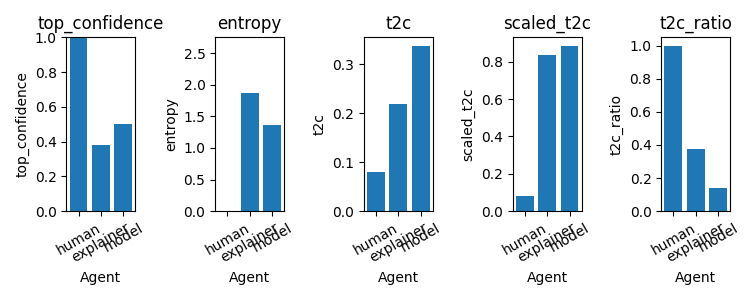 top_confidence
entropy
t2c
scaled_t2c
t2c_ratio
top_confidence
1.0
0.8
0.6
0.4
0.2
0.0
human
explainer
model
Agent
entropy
2.5
2.0
1.5
1.0
0.5
0.0
human
explainer
model
Agent
t2c
0.3
0.2
0.1
0.0
human
explainer
model
Agent
scaled_t2c
0.8
0.6
0.4
0.2
0.0
human
explainer
model
Agent
t2c_ratio
1.0
0.8
0.6
0.4
0.2
0.0
human
explainer
model
Agent